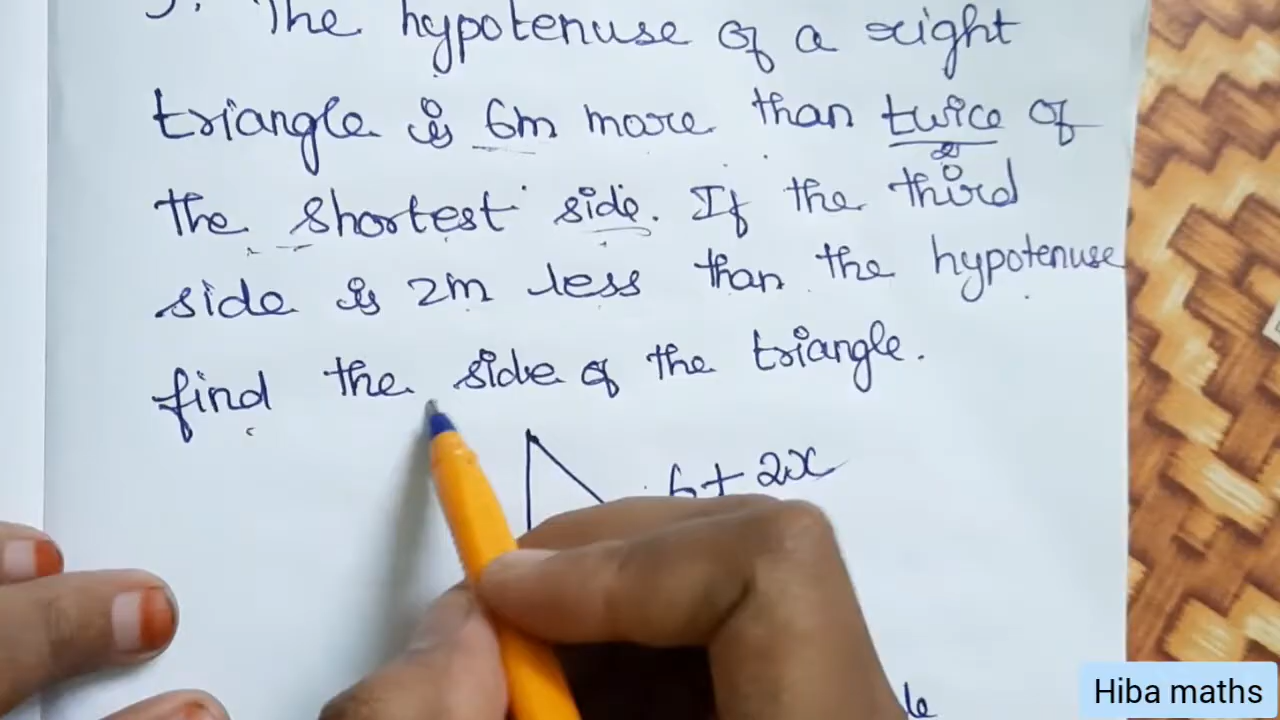 The hypotenuse of a right
triangle is 6m more than twice of
the shortest side. If the third
side is 2m less than the hypotenuse
find the side of the triangle.
6 + 2x
Hiba maths